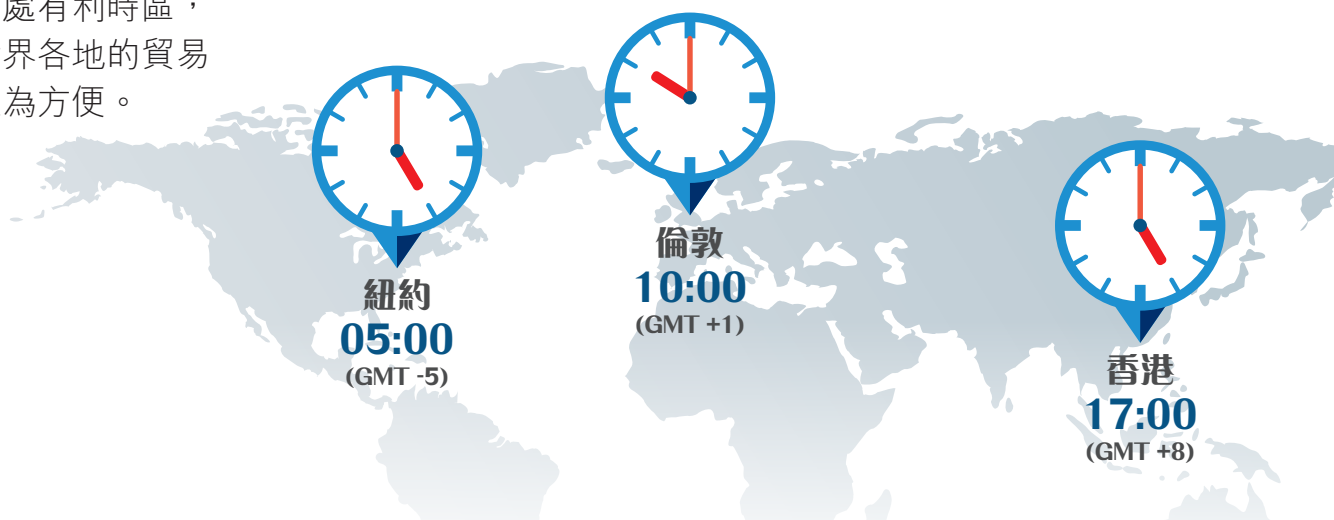 處有利時區，
界各地的貿易
為方便。
紐約
05:00
(GMT -5)
倫敦
10:00
(GMT +1)
香港
17:00
(GMT +8)